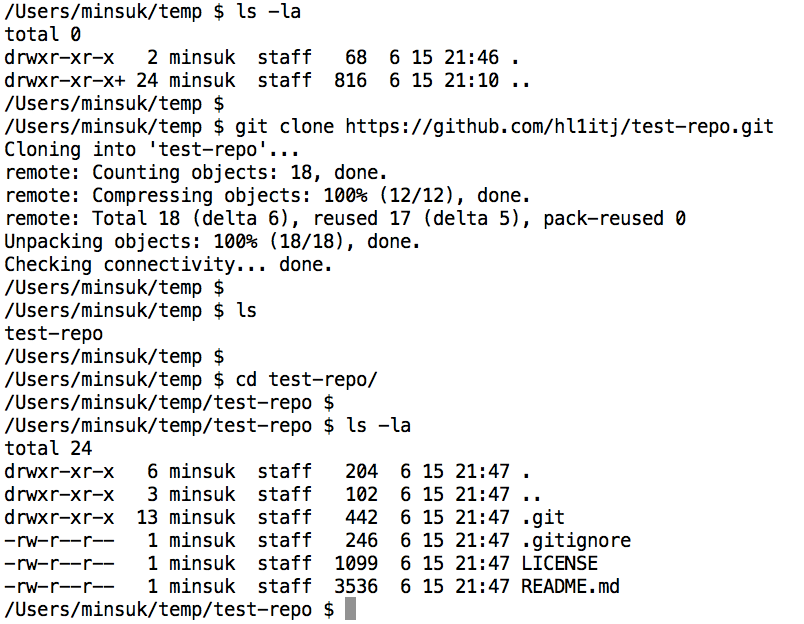 /Users/minsuk/temp $ ls -la
total 0
drwxr-xr-x   2 minsuk  staff   68  6 15 21:46 .
drwxr-xr-x+ 24 minsuk  staff  816  6 15 21:10 ..
/Users/minsuk/temp $
/Users/minsuk/temp $ git clone https://github.com/hl1itj/test-repo.git
Cloning into 'test-repo'...
remote: Counting objects: 18, done.
remote: Compressing objects: 100% (12/12), done.
remote: Total 18 (delta 6), reused 17 (delta 5), pack-reused 0
Unpacking objects: 100% (18/18), done.
Checking connectivity... done.
/Users/minsuk/temp $
/Users/minsuk/temp $ ls
test-repo
/Users/minsuk/temp $
/Users/minsuk/temp $ cd test-repo/
/Users/minsuk/temp/test-repo $
/Users/minsuk/temp/test-repo $ ls -la
total 24
drwxr-xr-x   6 minsuk  staff   204  6 15 21:47 .
drwxr-xr-x   3 minsuk  staff   102  6 15 21:47 ..
drwxr-xr-x  13 minsuk  staff   442  6 15 21:47 .git
-rw-r--r--   1 minsuk  staff   246  6 15 21:47 .gitignore
-rw-r--r--   1 minsuk  staff  1099  6 15 21:47 LICENSE
-rw-r--r--   1 minsuk  staff  3536  6 15 21:47 README.md
/Users/minsuk/temp/test-repo $